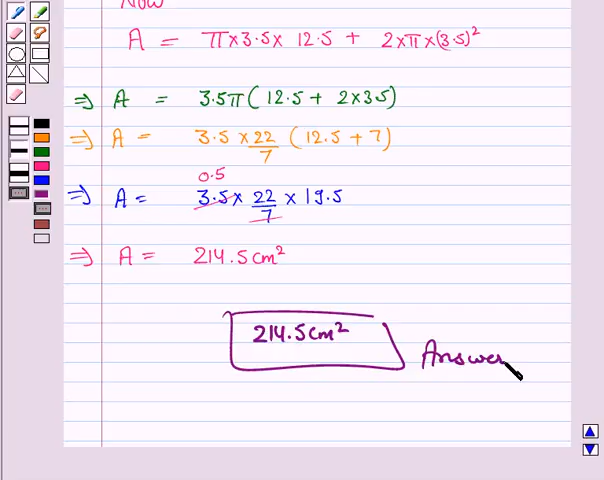 Now
A = π×3.5× 12.5 + 2×π×(3.5)²
⇒ A = 3.5π(12.5 + 2×3.5)
⇒ A = 3.5 × 22/7 (12.5 + 7)
0.5
⇒ A = 3.5 × 22/7 × 19.5
⇒ A = 214.5 cm²
214.5 cm²
Answer